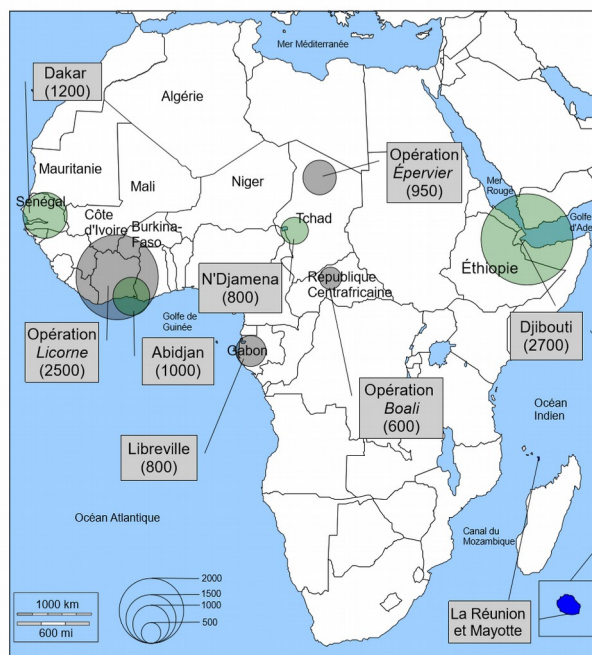 Mer Méditerranée
Dakar
(1200)
Algérie
Mauritanie
Mali
Niger
Opération
Épervier
(950)
Mer
Rouge
Sénégal
Côte
d'Ivoire
Burkina-
Faso
Tchad
Golfe
d'Ade
Éthiopie
N'Djamena
(800)
République
Centrafricaine
Golfe de
Guinée
Opération
Licorne
(2500)
Abidjan
(1000)
Gabon
Djibouti
(2700)
Opération
Boali
(600)
Océan
Indien
Libreville
(800)
Océan Atlantique
Canal du
Mozambique
2000
1500
1000
500
1000 km
600 mi
La Réunion
et Mayotte